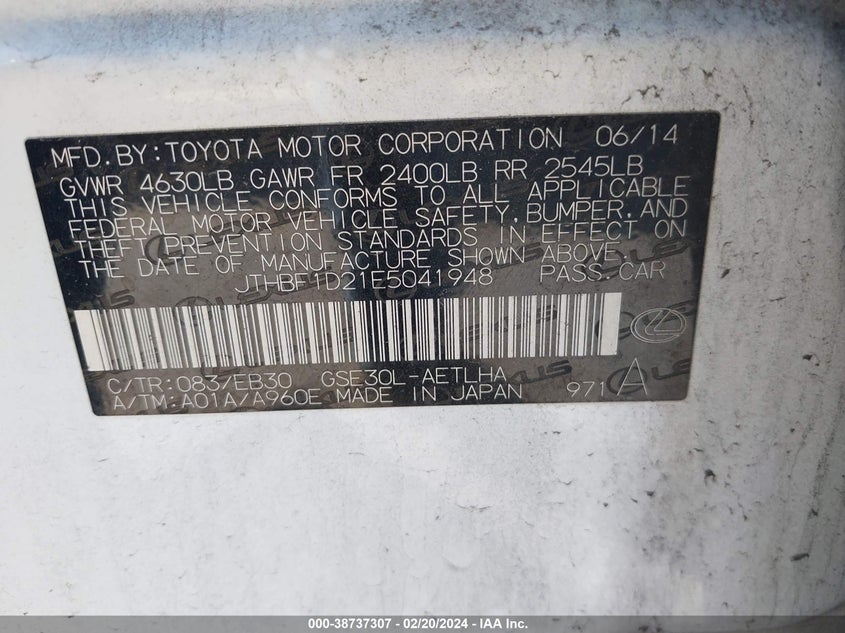 MFD. BY: TOYOTA MOTOR CORPORATION 06/14
GVWR 4630LB GAWR FR 2400LB RR 2545LB
THIS VEHICLE CONFORMS TO ALL APPLICABLE
FEDERAL MOTOR VEHICLE SAFETY, BUMPER, AND
THEFT PREVENTION STANDARDS IN EFFECT ON
THE DATE OF MANUFACTURE SHOWN ABOVE.
JTHBF1D21E5041948 PASS-CAR
C/TR: 083/EB30 GSE30L-AETLHA
A/TM: A01A/A960E MADE IN JAPAN 971 A
000-38737307 - 02/20/2024 - IAA Inc.